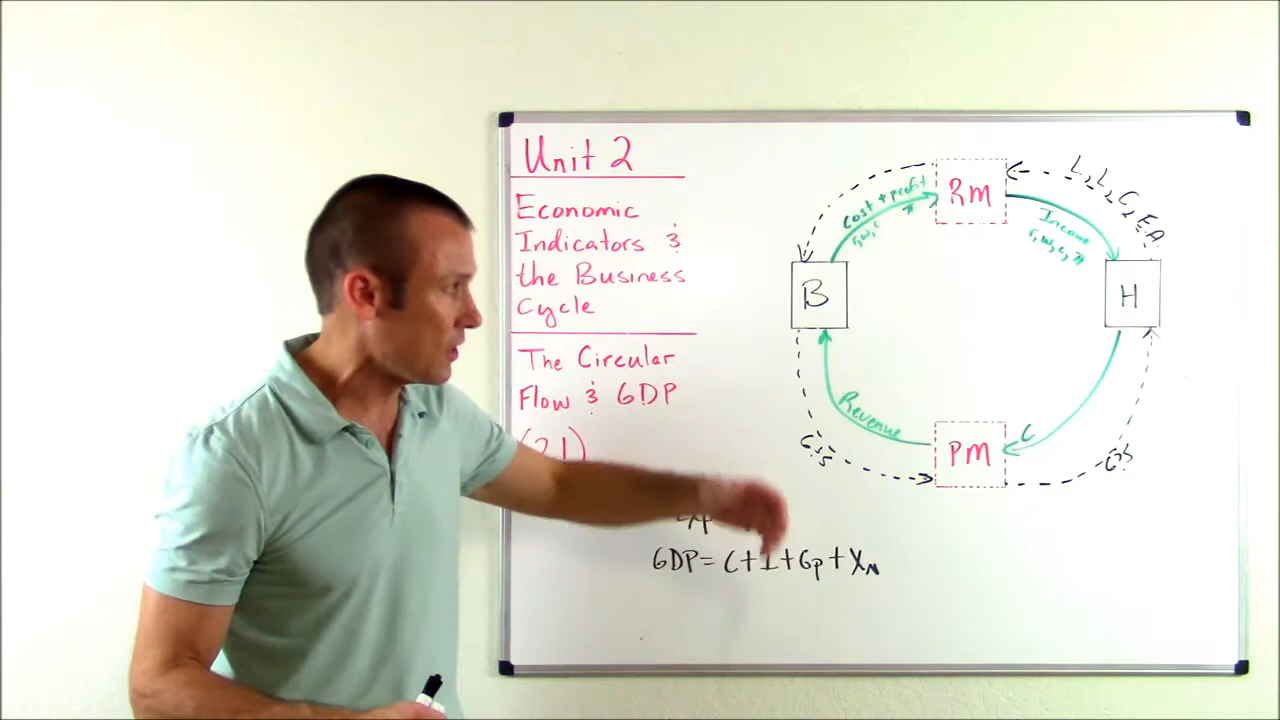 Unit 2
Economic
Indicators &
the Business
Cycle
The Circular
Flow & GDP
(2.1)
GDP = C + I + Gp + XN
RM
L, L, C, E.A.
Cost + profit
r, w, i
Income
r, w, i, π
B
H
Revenue
C
PM
G&S
G&S